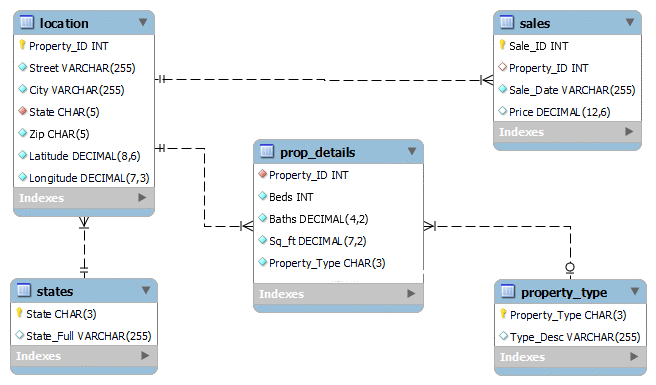 location
Property_ID INT
Street VARCHAR(255)
City VARCHAR(255)
State CHAR(5)
Zip CHAR(5)
Latitude DECIMAL(8,6)
Longitude DECIMAL(7,3)
Indexes
sales
Sale_ID INT
Property_ID INT
Sale_Date VARCHAR(255)
Price DECIMAL(12,6)
Indexes
prop_details
Property_ID INT
Beds INT
Baths DECIMAL(4,2)
Sq_ft DECIMAL(7,2)
Property_Type CHAR(3)
Indexes
states
State CHAR(3)
State_Full VARCHAR(255)
Indexes
property_type
Property_Type CHAR(3)
Type_Desc VARCHAR(255)
Indexes